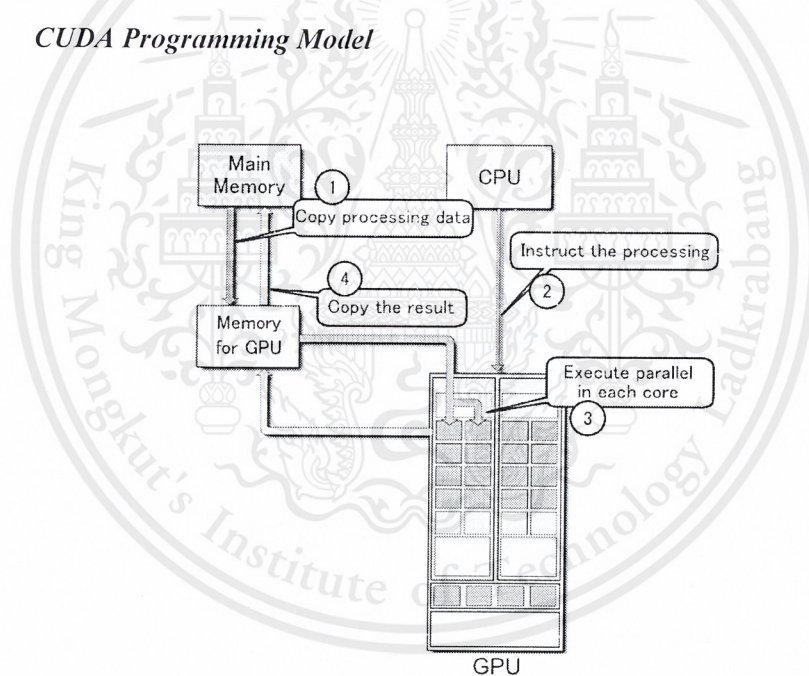 CUDA Programming Model
Main
Memory
CPU
1
Copy processing data
Instruct the processing
2
4
Copy the result
Memory
for GPU
Execute parallel
in each core
3
GPU
King Mongkut's Institute of Technology Ladkrabang